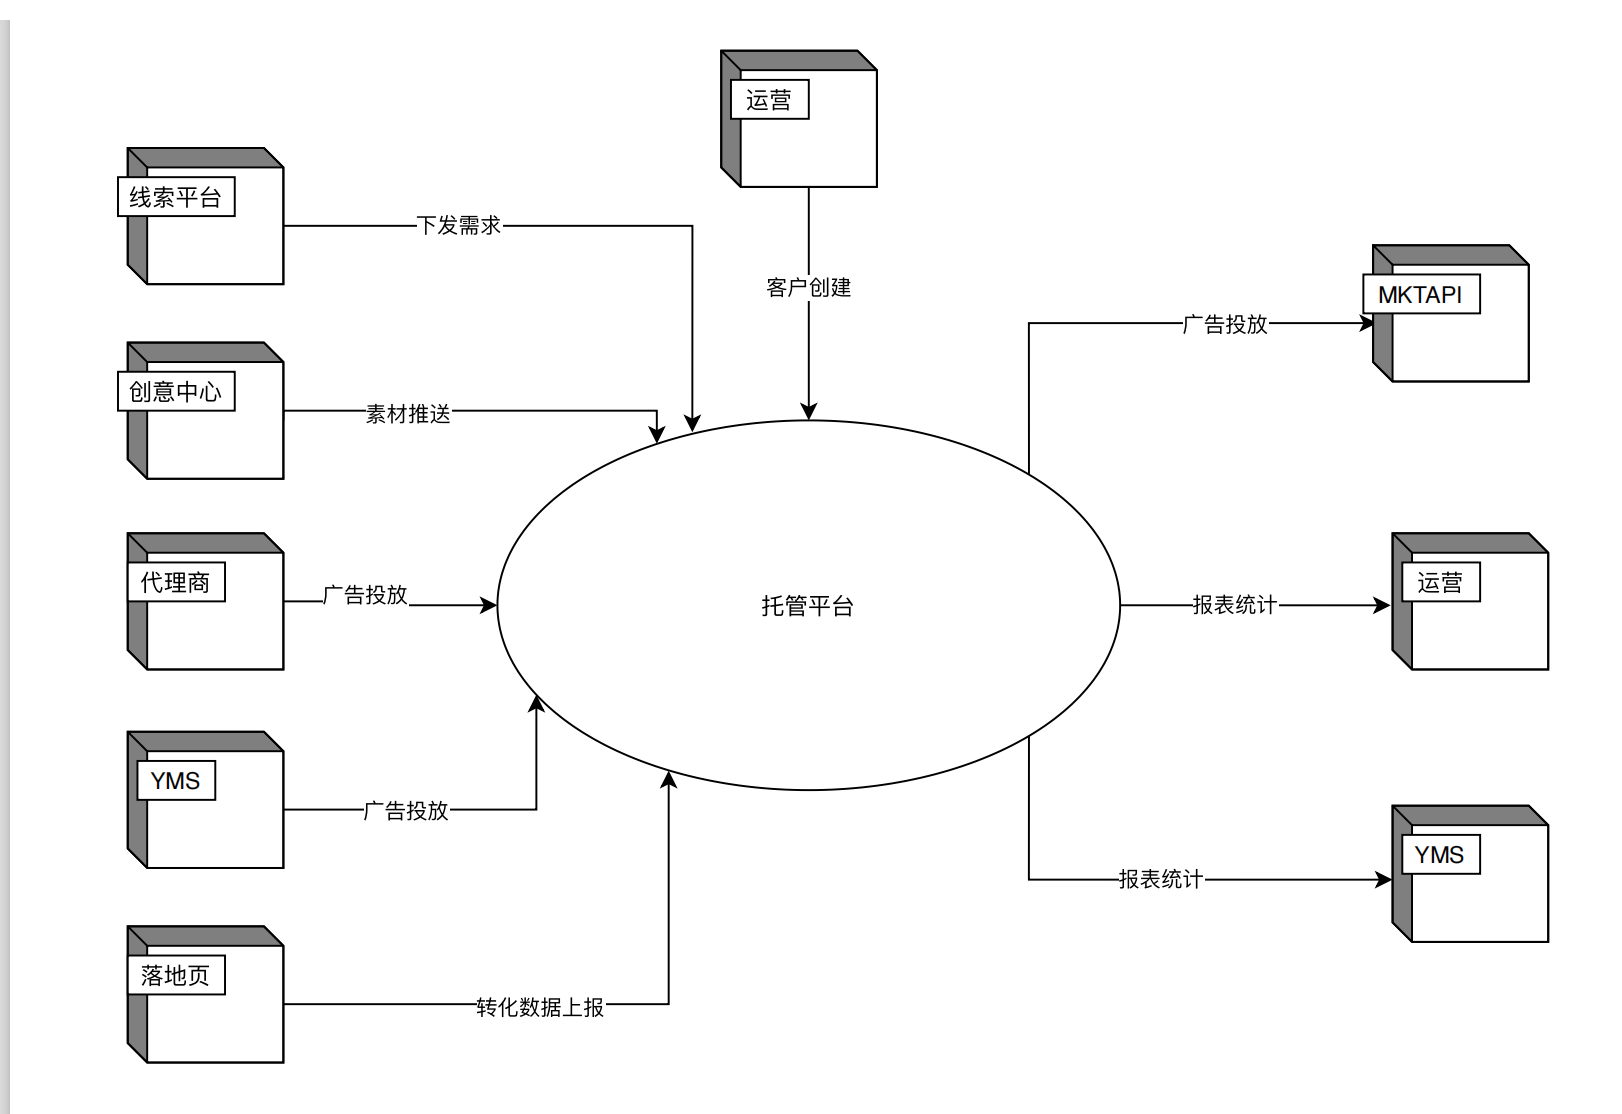 运营
线索平台
下发需求
客户创建
MKTAPI
广告投放
创意中心
素材推送
代理商
广告投放
托管平台
报表统计
运营
YMS
广告投放
报表统计
YMS
落地页
转化数据上报